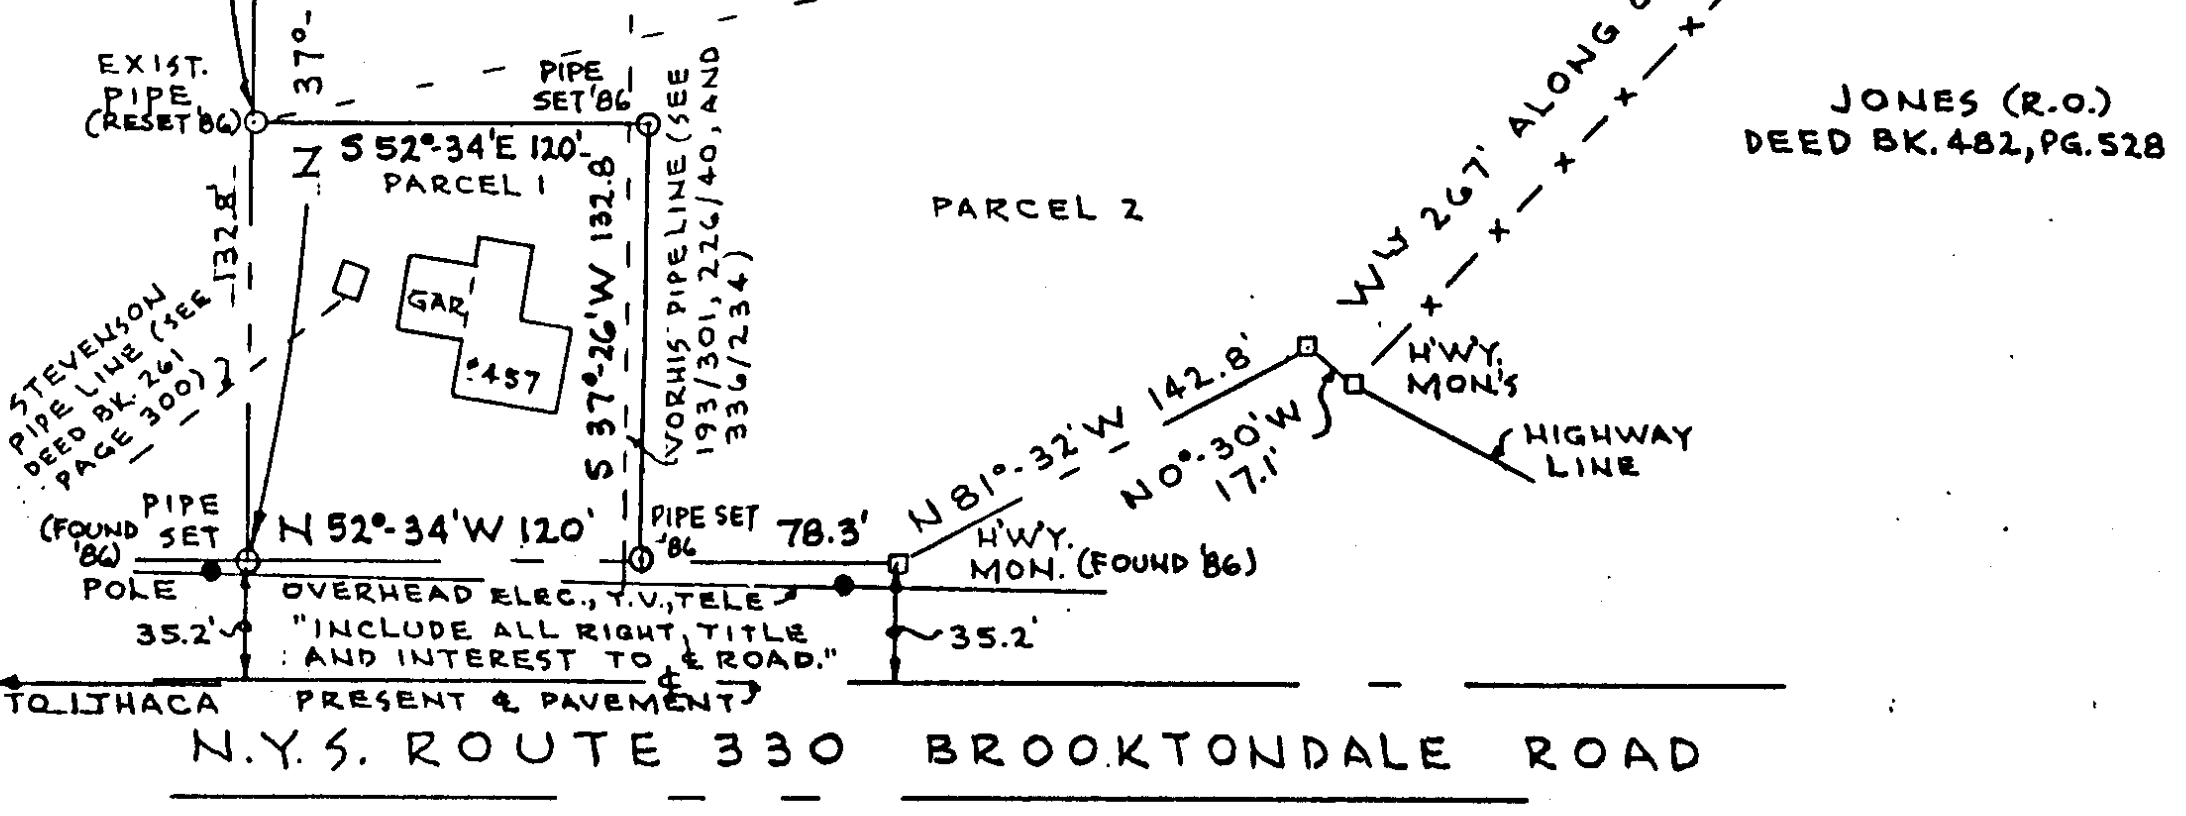 37°-
EXIST.
PIPE
(RESET '86)
PIPE
SET '86
S 52°-34'E 120'
PARCEL 1
N
132.8'
S 37°-26'W 132.8
VORHIS PIPE LINE (SEE
193/301, 226/40, AND
336/234)
PARCEL 2
WLY 267' ALONG
JONES (R.O.)
DEED BK. 482, PG. 528
STEVENSON
PIPE LINE (SEE
DEED BK. 261
PAGE 300)
GAR.
#457
H'W'Y.
MON'S
HIGHWAY
LINE
N 81°-32'W 142.8'
N 0°-30'W
17.1'
PIPE
SET
(FOUND
'86)
N 52°-34'W 120'
PIPE SET
'86
78.3'
H'W'Y.
MON. (FOUND '86)
POLE
OVERHEAD ELEC., T.V., TELE
35.2'
"INCLUDE ALL RIGHT, TITLE
AND INTEREST TO ℄ ROAD."
35.2'
℄
TO ITHACA
PRESENT ℄ PAVEMENT
N.Y.S. ROUTE 330 BROOKTONDALE ROAD